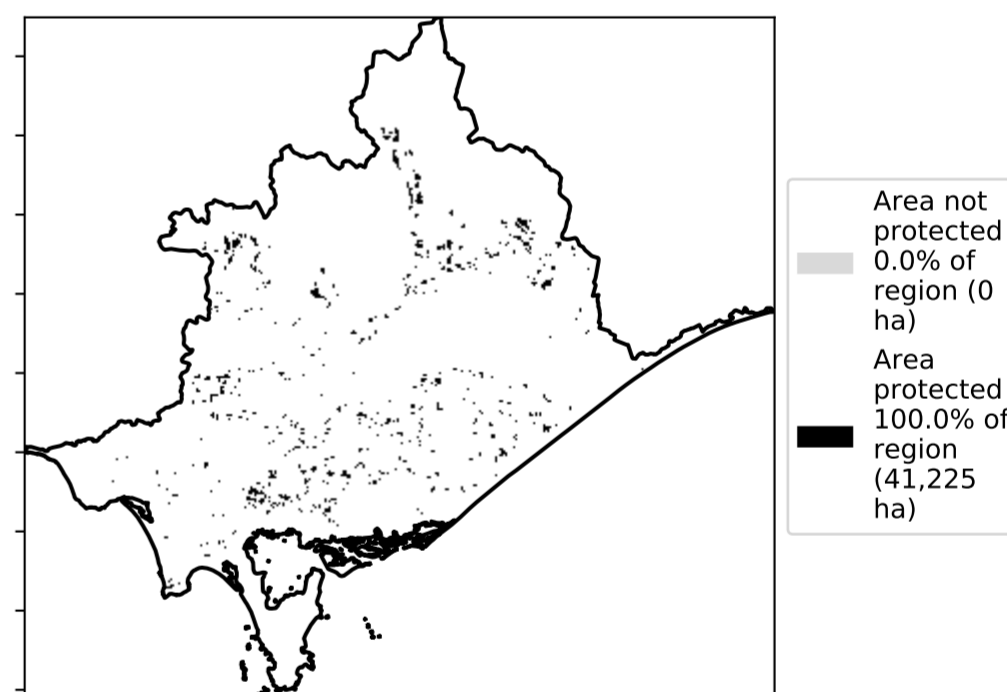 Area not
protected
0.0% of
region (0
ha)
Area
protected
100.0% of
region
(41,225
ha)